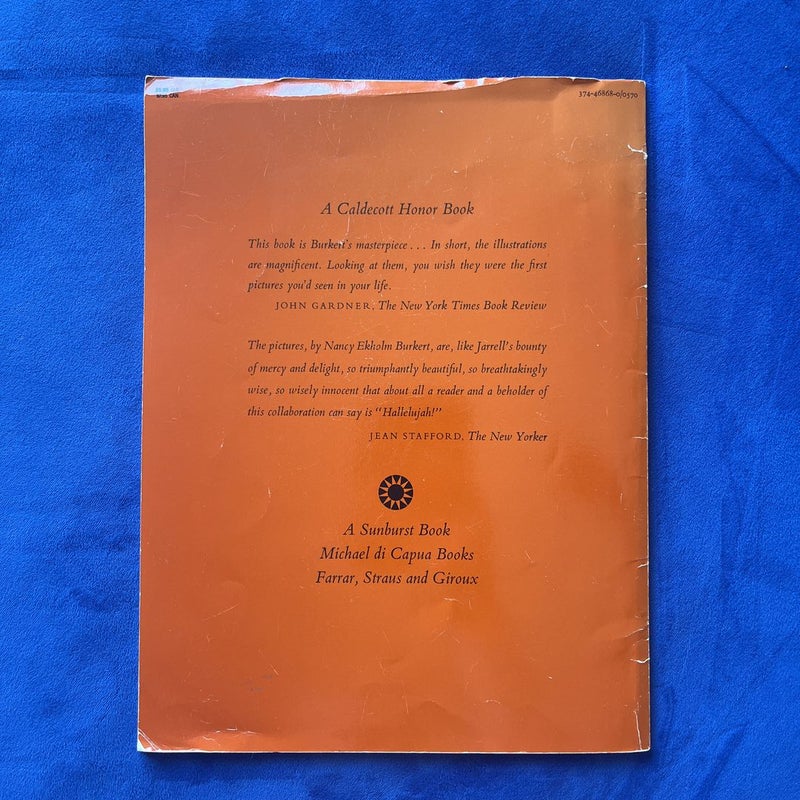 374-46868-0/0570
A Caldecott Honor Book
This book is Burkert's masterpiece . . . In short, the illustrations
are magnificent. Looking at them, you wish they were the first
pictures you'd seen in your life.
JOHN GARDNER, The New York Times Book Review
The pictures, by Nancy Ekholm Burkert, are, like Jarrell's bounty
of mercy and delight, so triumphantly beautiful, so breathtakingly
wise, so wisely innocent that about all a reader and a beholder of
this collaboration can say is "Hallelujah!"
JEAN STAFFORD, The New Yorker
A Sunburst Book
Michael di Capua Books
Farrar, Straus and Giroux